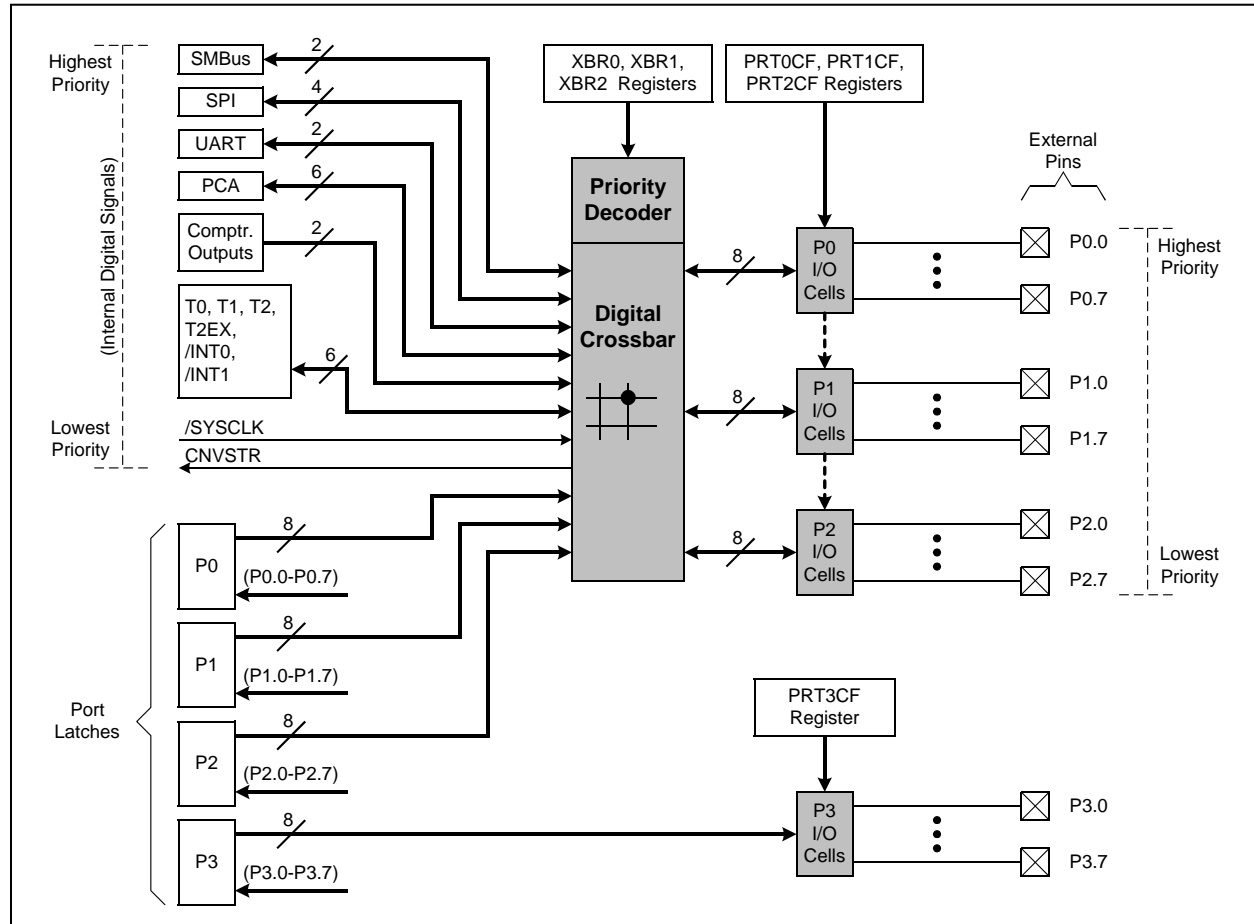 Highest
Priority
(Internal Digital Signals)
Lowest
Priority
SMBus
2
SPI
4
UART
2
PCA
6
Comptr.
Outputs
2
T0, T1, T2,
T2EX,
/INT0,
/INT1
6
/SYSCLK
CNVSTR
XBR0, XBR1,
XBR2 Registers
PRT0CF, PRT1CF,
PRT2CF Registers
Priority
Decoder
Digital
Crossbar
8
P0
I/O
Cells
8
P1
I/O
Cells
8
P2
I/O
Cells
External
Pins
P0.0
P0.7
P1.0
P1.7
P2.0
P2.7
Highest
Priority
Lowest
Priority
Port
Latches
P0
8
(P0.0-P0.7)
P1
8
(P1.0-P1.7)
P2
8
(P2.0-P2.7)
P3
8
(P3.0-P3.7)
PRT3CF
Register
P3
I/O
Cells
P3.0
P3.7